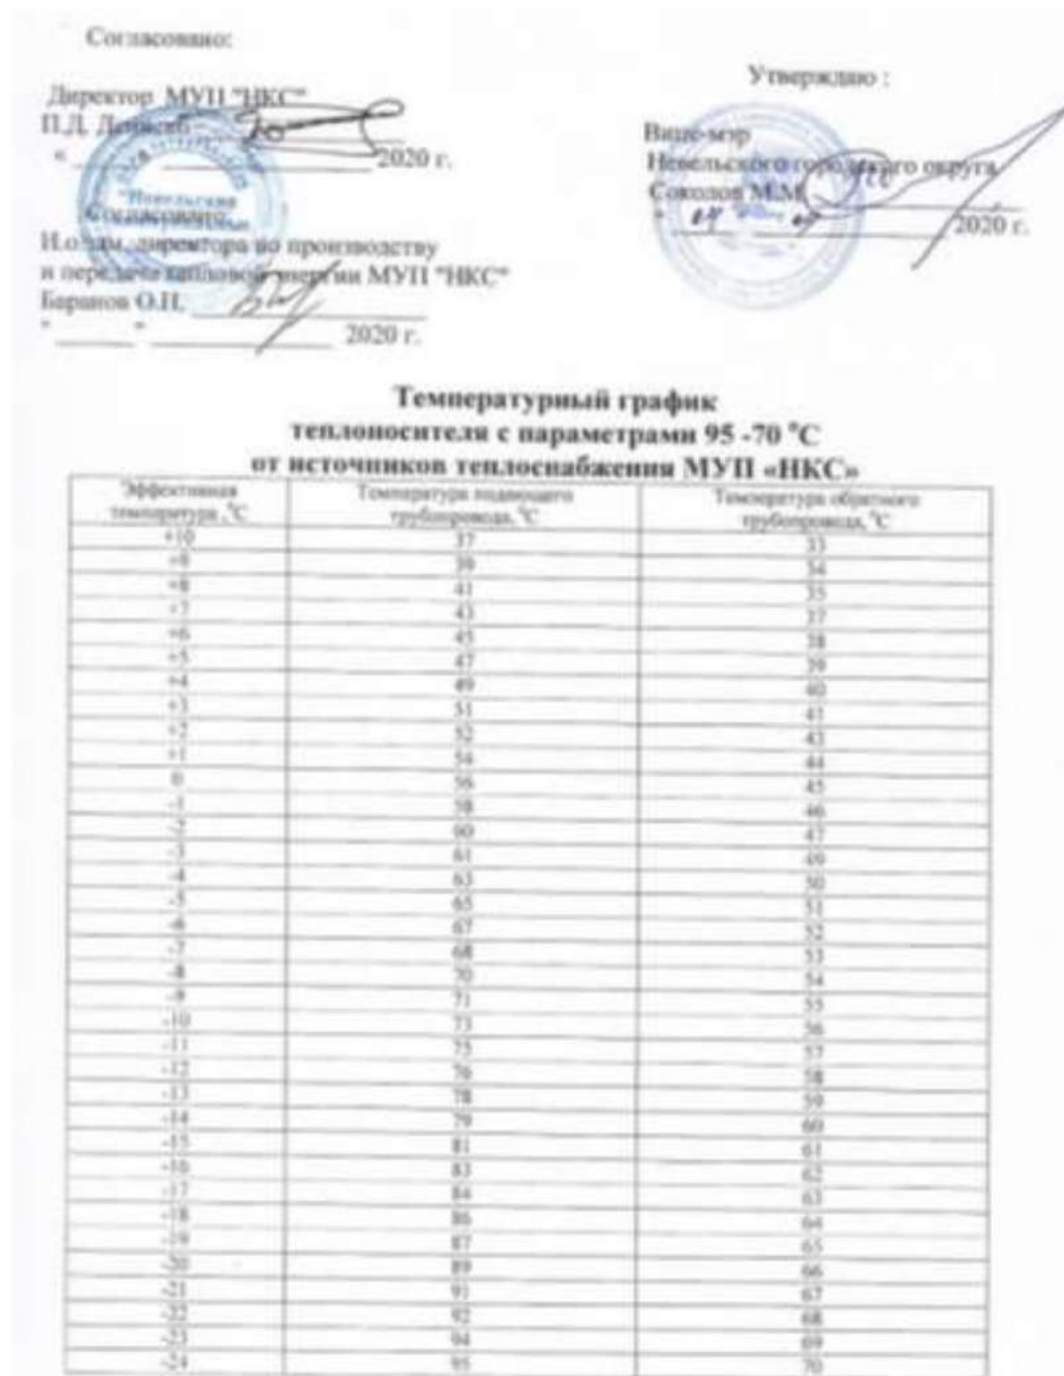 Согласовано:
Директор МУП "НКС"
П.Д.
« 2020 г.
Согласовано:
И.о. зам. директора по производству
и передаче тепловой энергии МУП "НКС"
Баранов О.Н.
" " 2020 г.
Утверждаю :
Вице-мэр
Невельского городского округа
Соколов М.М.
" 2020 г.
"Невельские
Температурный график
теплоносителя с параметрами 95 -70 °С
от источников теплоснабжения МУП «НКС»
Эффективная температура ,°С Температура подающего трубопровода, °С Температура обратного трубопровода, °С
+10 37 33
+9 39 34
+8 41 35
+7 43 37
+6 45 38
+5 47 39
+4 49 40
+3 51 41
+2 52 43
+1 54 44
0 56 45
-1 58 46
-2 60 47
-3 61 49
-4 63 50
-5 65 51
-6 67 52
-7 68 53
-8 70 54
-9 71 55
-10 73 56
-11 75 57
-12 76 58
-13 78 59
-14 79 60
-15 81 61
-16 83 62
-17 84 63
-18 86 64
-19 87 65
-20 89 66
-21 91 67
-22 92 68
-23 94 69
-24 95 70